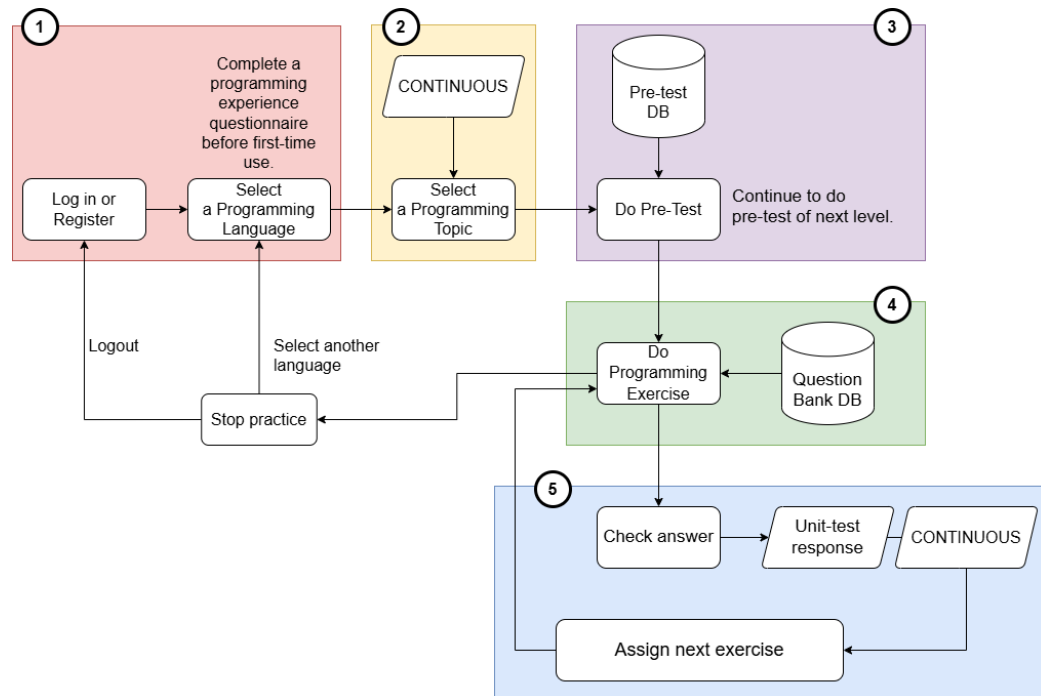 1
Complete a
programming
experience
questionnaire
before first-time
use.
Log in or
Register
Select
a Programming
Language
2
CONTINUOUS
Select
a Programming
Topic
3
Pre-test
DB
Do Pre-Test
Continue to do
pre-test of next level.
Logout
Select another
language
Stop practice
4
Do
Programming
Exercise
Question
Bank DB
5
Check answer
Unit-test
response
CONTINUOUS
Assign next exercise